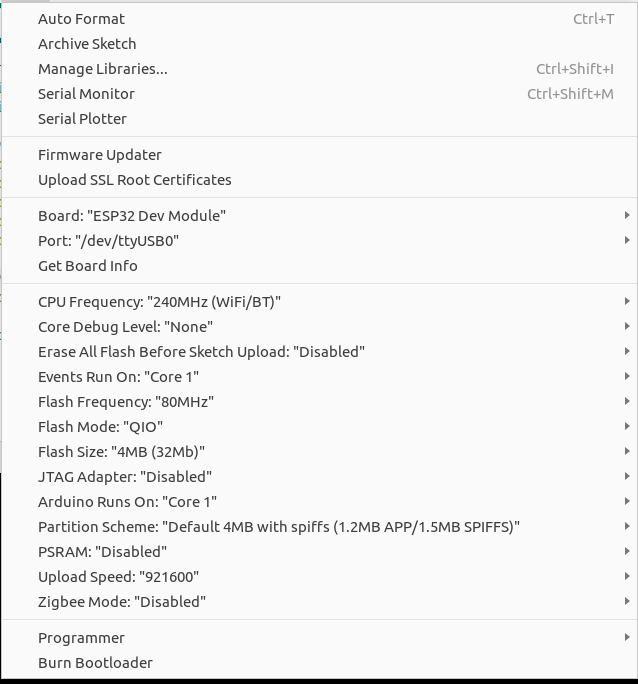 Auto Format Ctrl+T
Archive Sketch
Manage Libraries... Ctrl+Shift+I
Serial Monitor Ctrl+Shift+M
Serial Plotter
Firmware Updater
Upload SSL Root Certificates
Board: "ESP32 Dev Module"
Port: "/dev/ttyUSB0"
Get Board Info
CPU Frequency: "240MHz (WiFi/BT)"
Core Debug Level: "None"
Erase All Flash Before Sketch Upload: "Disabled"
Events Run On: "Core 1"
Flash Frequency: "80MHz"
Flash Mode: "QIO"
Flash Size: "4MB (32Mb)"
JTAG Adapter: "Disabled"
Arduino Runs On: "Core 1"
Partition Scheme: "Default 4MB with spiffs (1.2MB APP/1.5MB SPIFFS)"
PSRAM: "Disabled"
Upload Speed: "921600"
Zigbee Mode: "Disabled"
Programmer
Burn Bootloader